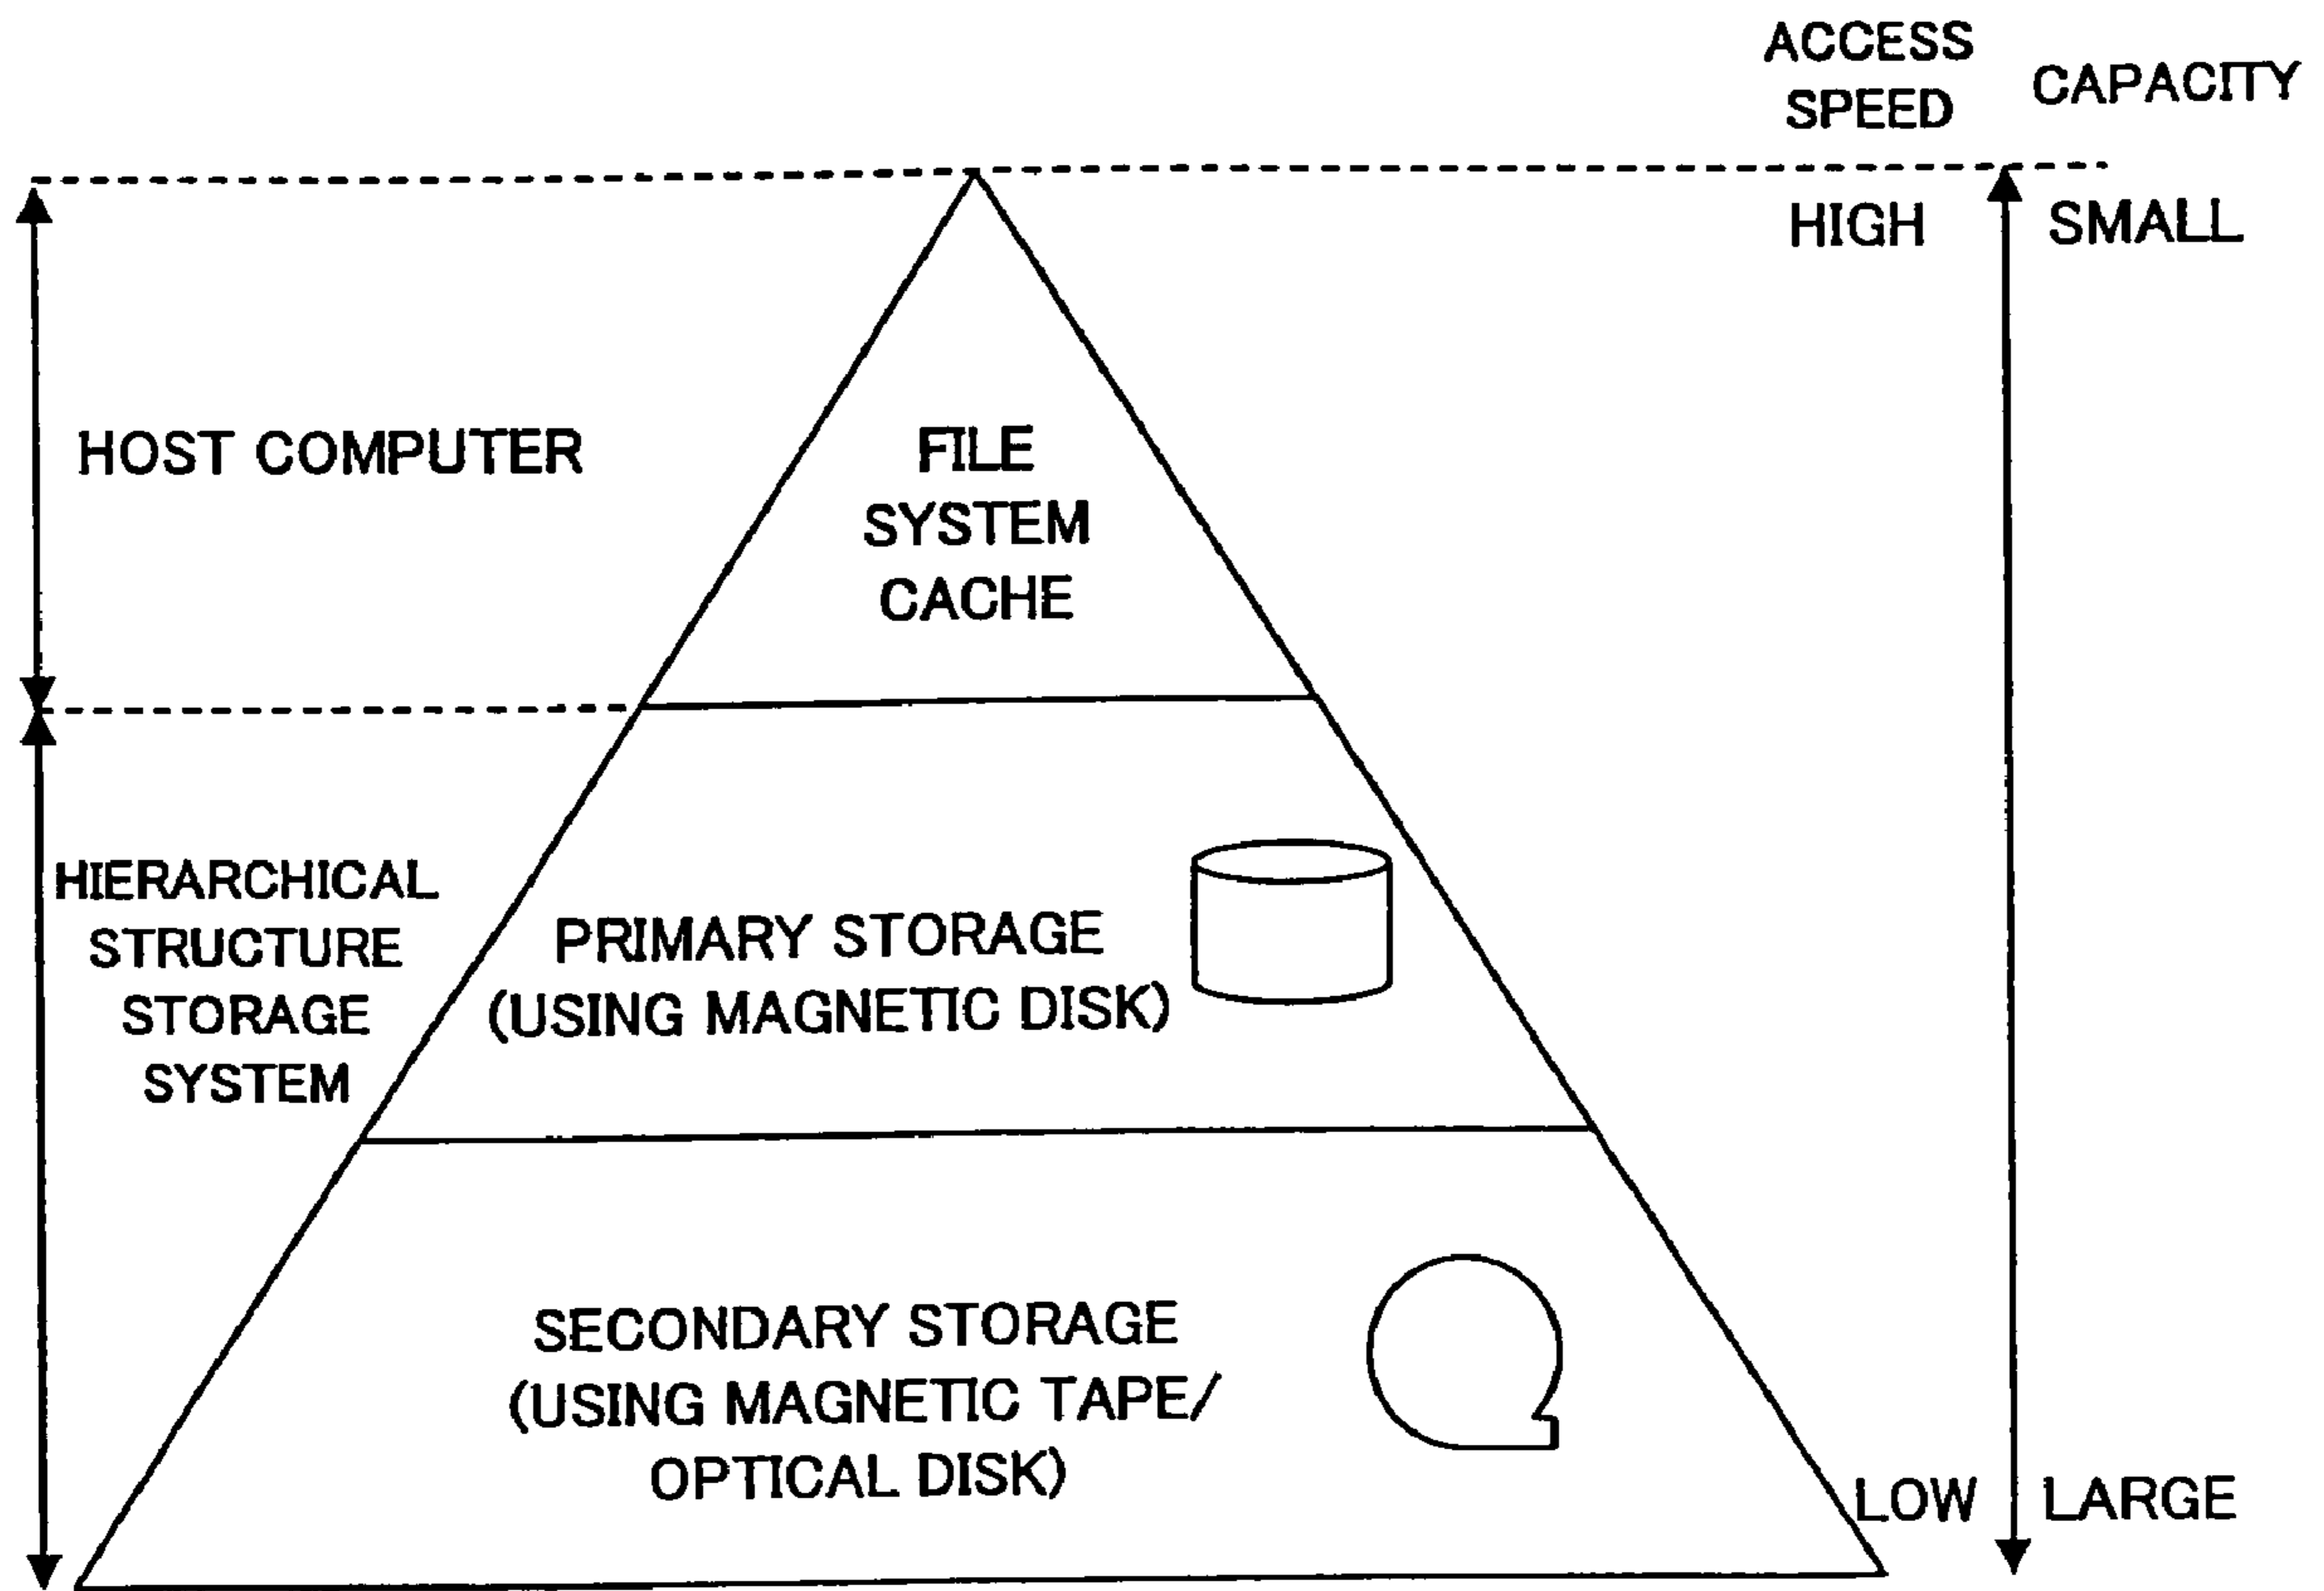 ACCESS
SPEED
CAPACITY
HIGH
SMALL
HOST COMPUTER
FILE
SYSTEM
CACHE
HIERARCHICAL
STRUCTURE
STORAGE
SYSTEM
PRIMARY STORAGE
(USING MAGNETIC DISK)
SECONDARY STORAGE
(USING MAGNETIC TAPE/
OPTICAL DISK)
LOW
LARGE